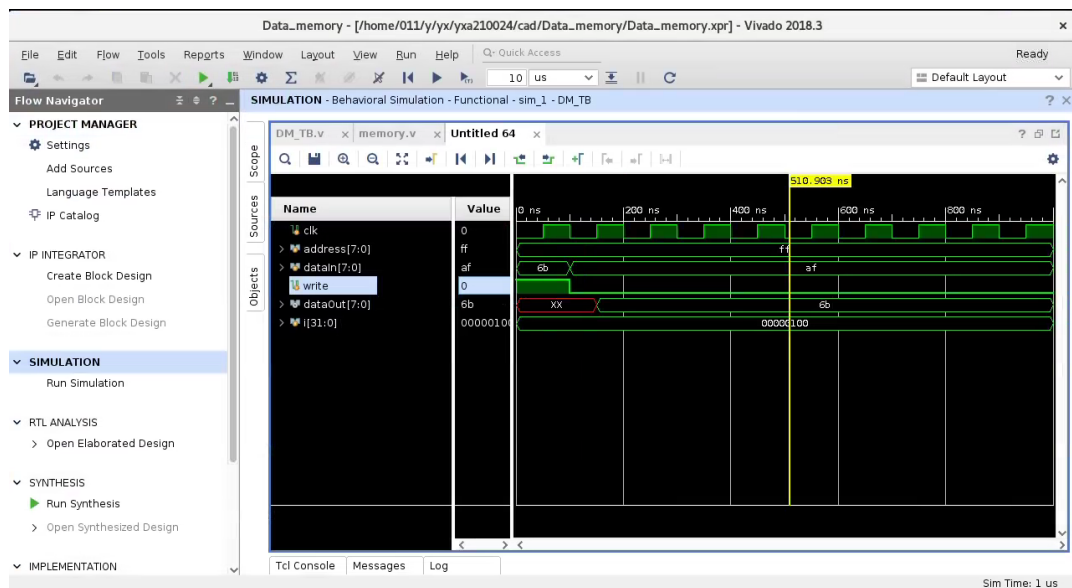 Data_memory - [/home/011/y/yx/yxa210024/cad/Data_memory/Data_memory.xpr] - Vivado 2018.3
File Edit Flow Tools Reports Window Layout View Run Help Q- Quick Access Ready
10 us Default Layout
Flow Navigator
SIMULATION - Behavioral Simulation - Functional - sim_1 - DM_TB
PROJECT MANAGER
Settings
Add Sources
Language Templates
IP Catalog
IP INTEGRATOR
Create Block Design
Open Block Design
Generate Block Design
SIMULATION
Run Simulation
RTL ANALYSIS
Open Elaborated Design
SYNTHESIS
Run Synthesis
Open Synthesized Design
IMPLEMENTATION
Scope
Sources
Objects
DM_TB.v memory.v Untitled 64
510.903 ns
Name Value 0 ns 200 ns 400 ns 600 ns 800 ns
clk 0
address[7:0] ff ff
dataIn[7:0] af 6b af
write 0
dataOut[7:0] 6b XX 6b
i[31:0] 00000100 00000100
Tcl Console Messages Log
Sim Time: 1 us